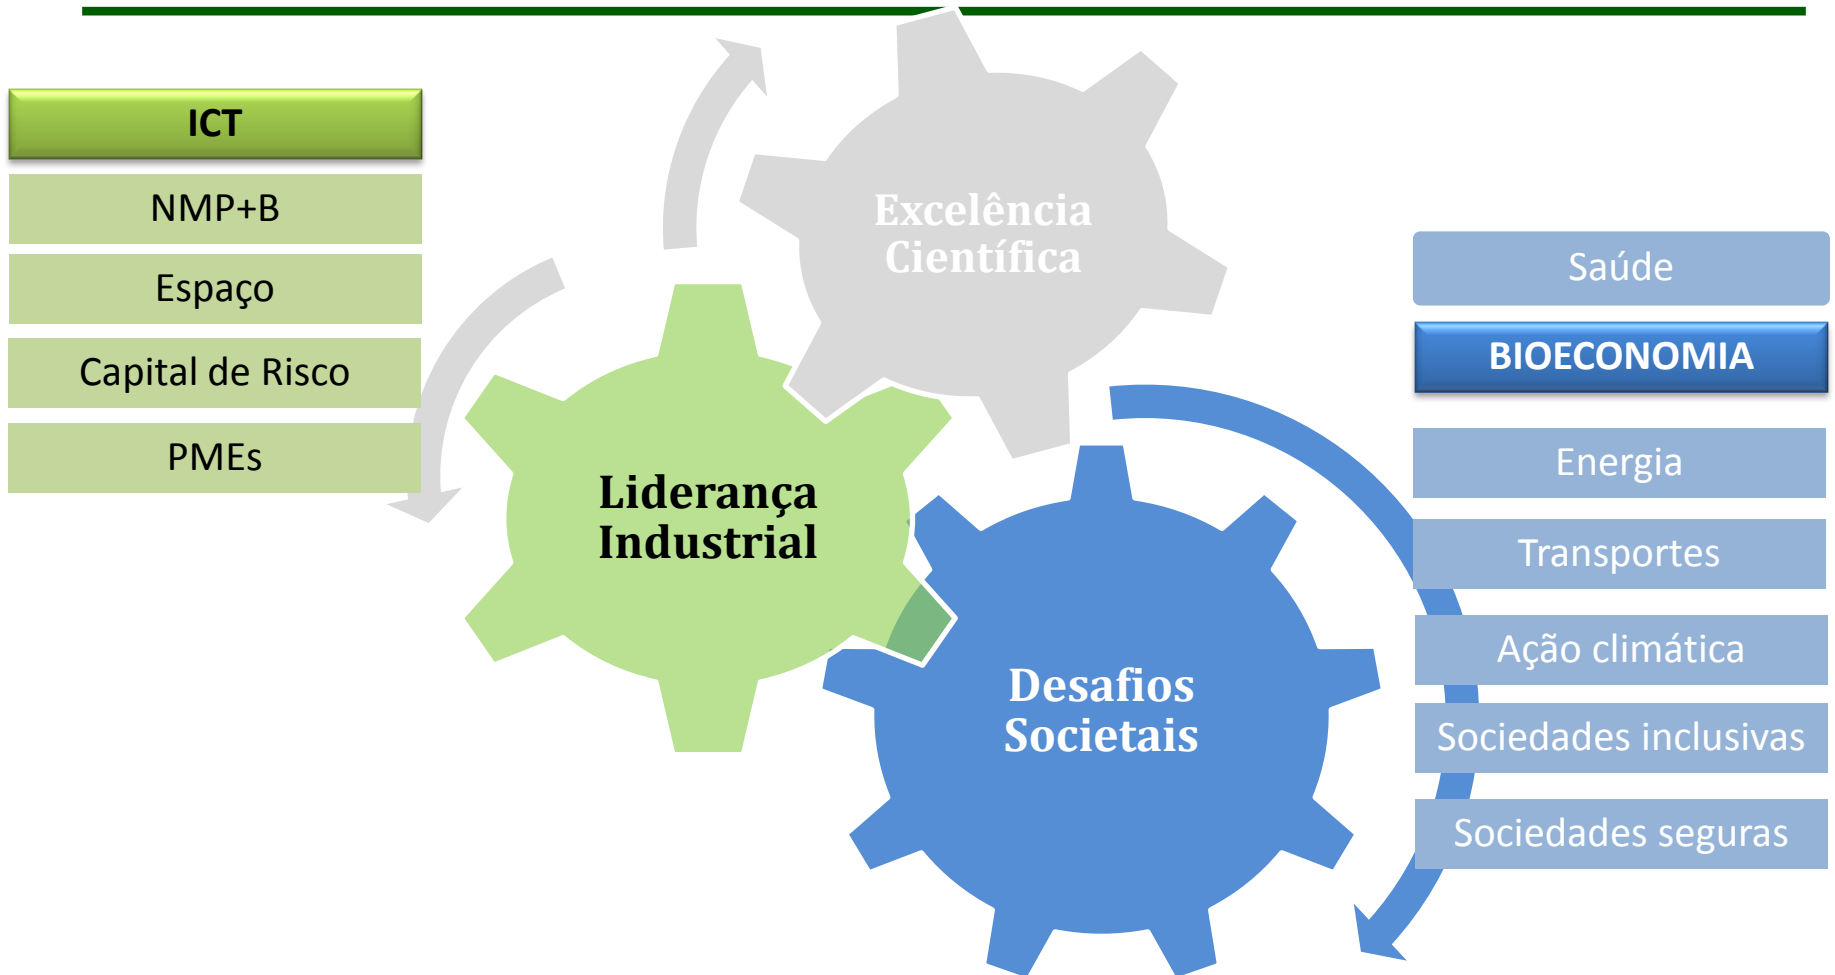 ICT
NMP+B
Espaço
Capital de Risco
PMEs
Excelência
Científica
Liderança
Industrial
Desafios
Societais
Saúde
BIOECONOMIA
Energia
Transportes
Ação climática
Sociedades inclusivas
Sociedades seguras